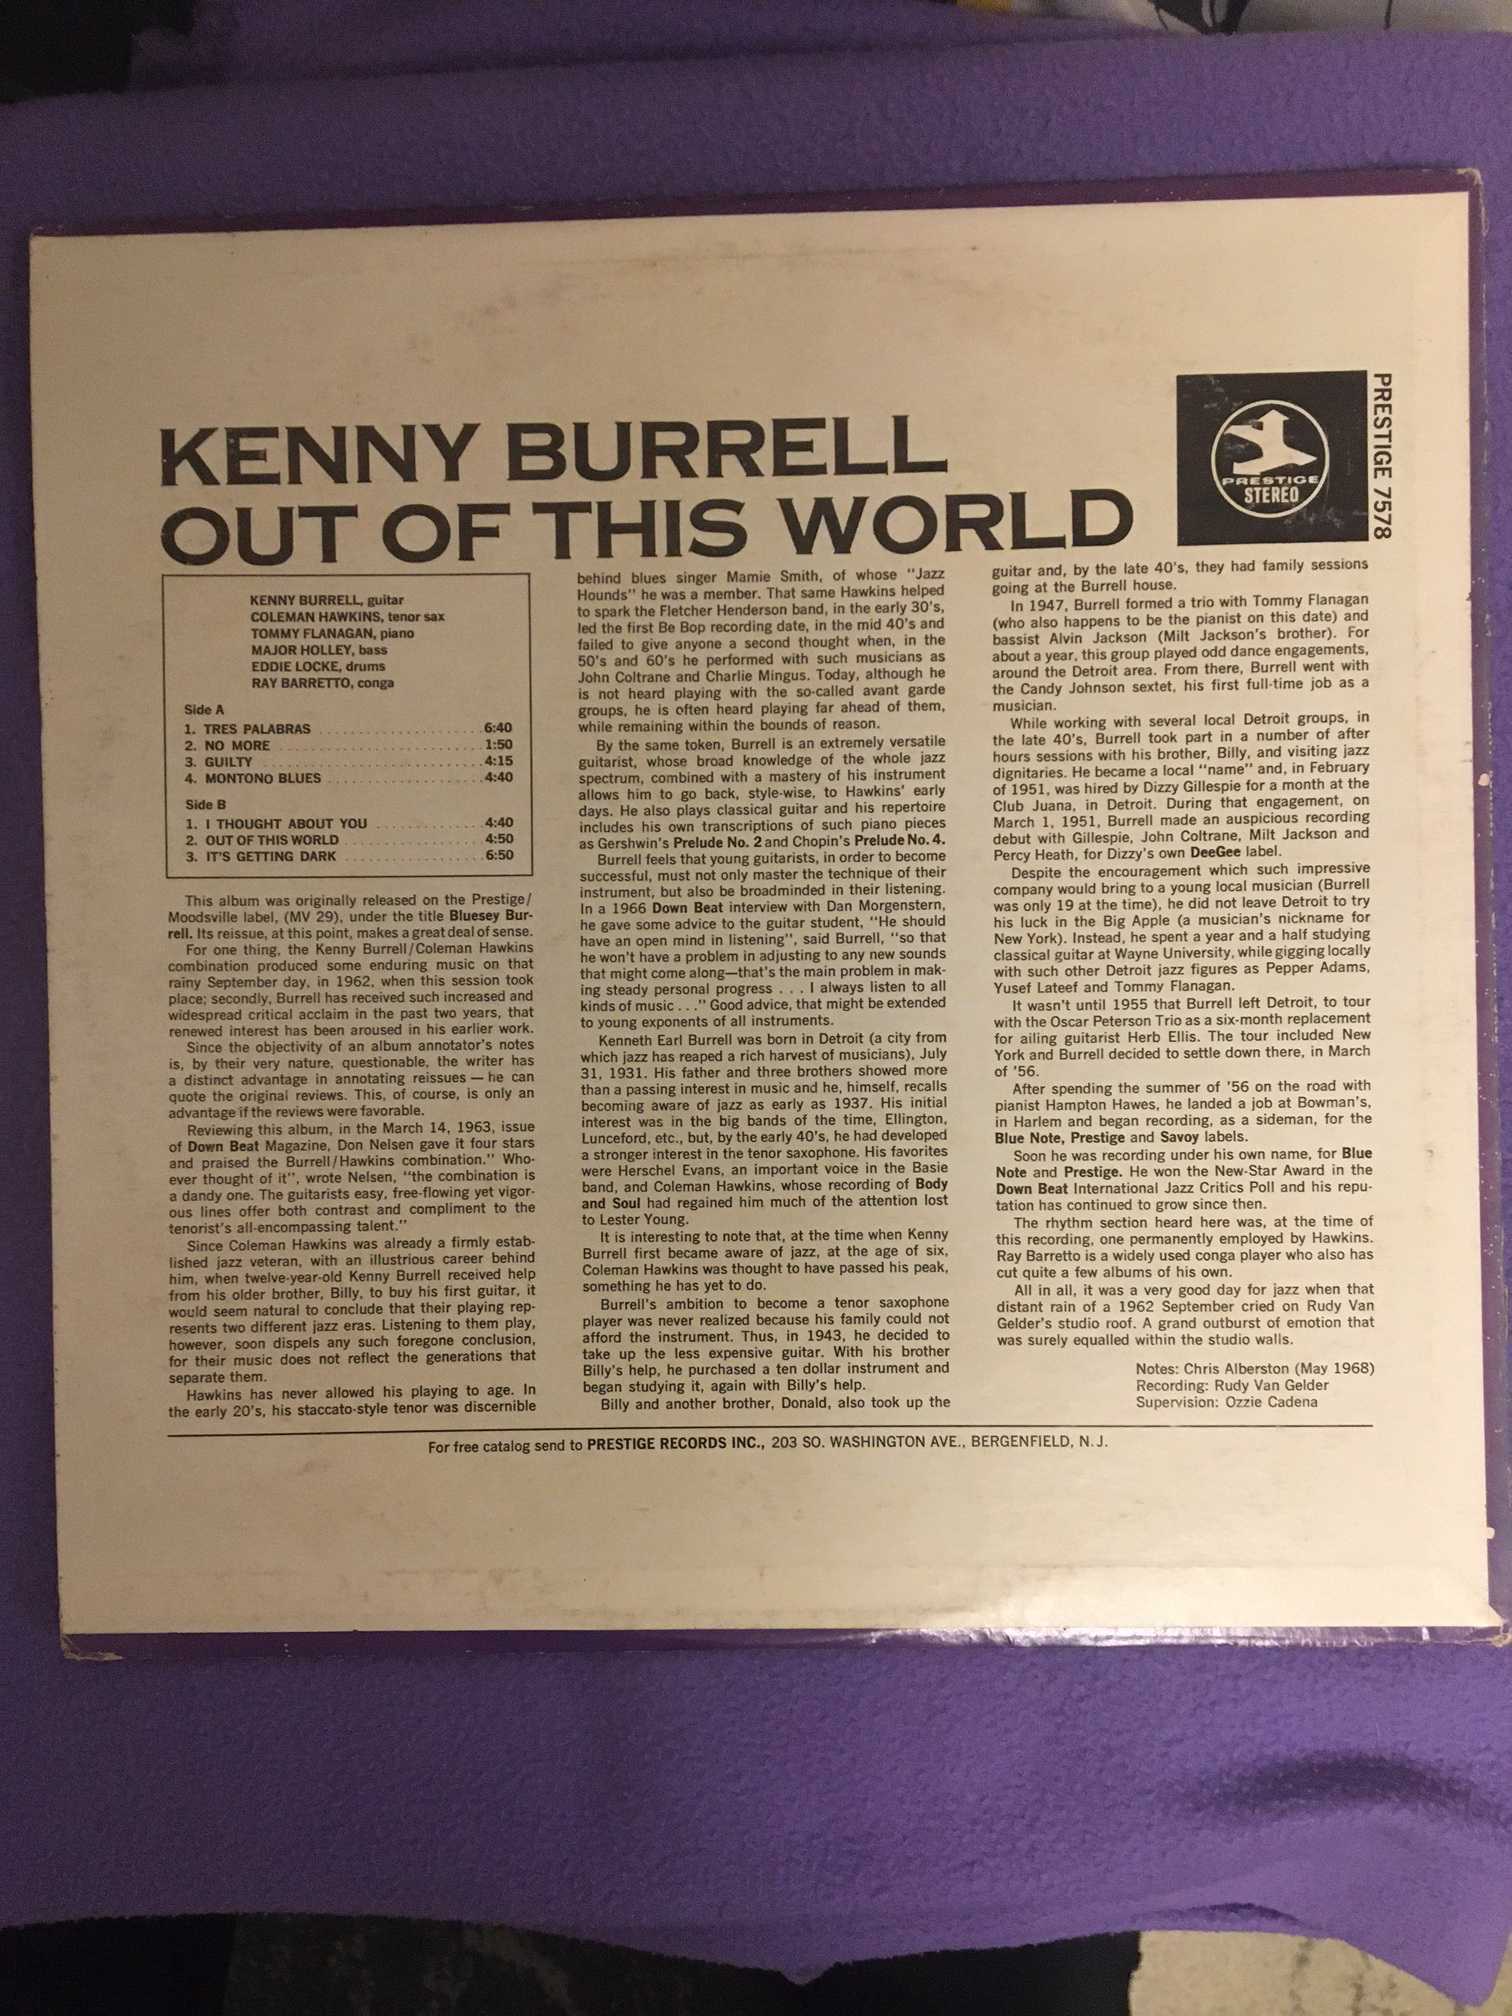 KENNY BURRELL
OUT OF THIS WORLD
PRESTIGE
STEREO
PRESTIGE 7578
KENNY BURRELL, guitar
COLEMAN HAWKINS, tenor sax
TOMMY FLANAGAN, piano
MAJOR HOLLEY, bass
EDDIE LOCKE, drums
RAY BARRETTO, conga
Side A
1. TRES PALABRAS . . . . . . . . . . . . . . . . . . . . 6:40
2. NO MORE . . . . . . . . . . . . . . . . . . . . . . . . . 1:50
3. GUILTY . . . . . . . . . . . . . . . . . . . . . . . . . . . 4:15
4. MONTONO BLUES . . . . . . . . . . . . . . . . . . . 4:40
Side B
1. I THOUGHT ABOUT YOU . . . . . . . . . . . . . 4:40
2. OUT OF THIS WORLD . . . . . . . . . . . . . . . . . 4:50
3. IT'S GETTING DARK . . . . . . . . . . . . . . . . . 6:50
This album was originally released on the Prestige/
Moodsville label, (MV 29), under the title Bluesey Bur-
rell. Its reissue, at this point, makes a great deal of sense.
For one thing, the Kenny Burrell/Coleman Hawkins
combination produced some enduring music on that
rainy September day, in 1962, when this session took
place; secondly, Burrell has received such increased and
widespread critical acclaim in the past two years, that
renewed interest has been aroused in his earlier work.
Since the objectivity of an album annotator's notes
is, by their very nature, questionable, the writer has
a distinct advantage in annotating reissues — he can
quote the original reviews. This, of course, is only an
advantage if the reviews were favorable.
Reviewing this album, in the March 14, 1963, issue
of Down Beat Magazine, Don Nelsen gave it four stars
and praised the Burrell/Hawkins combination." Who-
ever thought of it", wrote Nelsen, "the combination is
a dandy one. The guitarists easy, free-flowing yet vigor-
ous lines offer both contrast and compliment to the
tenorist's all-encompassing talent."
Since Coleman Hawkins was already a firmly estab-
lished jazz veteran, with an illustrious career behind
him, when twelve-year-old Kenny Burrell received help
from his older brother, Billy, to buy his first guitar, it
would seem natural to conclude that their playing rep-
resents two different jazz eras. Listening to them play,
however, soon dispels any such foregone conclusion,
for their music does not reflect the generations that
separate them.
Hawkins has never allowed his playing to age. In
the early 20's, his staccato-style tenor was discernible
behind blues singer Mamie Smith, of whose "Jazz
Hounds" he was a member. That same Hawkins helped
to spark the Fletcher Henderson band, in the early 30's,
led the first Be Bop recording date, in the mid 40's and
failed to give anyone a second thought when, in the
50's and 60's he performed with such musicians as
John Coltrane and Charlie Mingus. Today, although he
is not heard playing with the so-called avant garde
groups, he is often heard playing far ahead of them,
while remaining within the bounds of reason.
By the same token, Burrell is an extremely versatile
guitarist, whose broad knowledge of the whole jazz
spectrum, combined with a mastery of his instrument
allows him to go back, style-wise, to Hawkins' early
days. He also plays classical guitar and his repertoire
includes his own transcriptions of such piano pieces
as Gershwin's Prelude No. 2 and Chopin's Prelude No. 4.
Burrell feels that young guitarists, in order to become
successful, must not only master the technique of their
instrument, but also be broadminded in their listening.
In a 1966 Down Beat interview with Dan Morgenstern,
he gave some advice to the guitar student, "He should
have an open mind in listening", said Burrell, "so that
he won't have a problem in adjusting to any new sounds
that might come along—that's the main problem in mak-
ing steady personal progress . . . I always listen to all
kinds of music . . ." Good advice, that might be extended
to young exponents of all instruments.
Kenneth Earl Burrell was born in Detroit (a city from
which jazz has reaped a rich harvest of musicians), July
31, 1931. His father and three brothers showed more
than a passing interest in music and he, himself, recalls
becoming aware of jazz as early as 1937. His initial
interest was in the big bands of the time, Ellington,
Lunceford, etc., but, by the early 40's, he had developed
a stronger interest in the tenor saxophone. His favorites
were Herschel Evans, an important voice in the Basie
band, and Coleman Hawkins, whose recording of Body
and Soul had regained him much of the attention lost
to Lester Young.
It is interesting to note that, at the time when Kenny
Burrell first became aware of jazz, at the age of six,
Coleman Hawkins was thought to have passed his peak,
something he has yet to do.
Burrell's ambition to become a tenor saxophone
player was never realized because his family could not
afford the instrument. Thus, in 1943, he decided to
take up the less expensive guitar. With his brother
Billy's help, he purchased a ten dollar instrument and
began studying it, again with Billy's help.
Billy and another brother, Donald, also took up the
guitar and, by the late 40's, they had family sessions
going at the Burrell house.
In 1947, Burrell formed a trio with Tommy Flanagan
(who also happens to be the pianist on this date) and
bassist Alvin Jackson (Milt Jackson's brother). For
about a year, this group played odd dance engagements,
around the Detroit area. From there, Burrell went with
the Candy Johnson sextet, his first full-time job as a
musician.
While working with several local Detroit groups, in
the late 40's, Burrell took part in a number of after
hours sessions with his brother, Billy, and visiting jazz
dignitaries. He became a local "name" and, in February
of 1951, was hired by Dizzy Gillespie for a month at the
Club Juana, in Detroit. During that engagement, on
March 1, 1951, Burrell made an auspicious recording
debut with Gillespie, John Coltrane, Milt Jackson and
Percy Heath, for Dizzy's own DeeGee label.
Despite the encouragement which such impressive
company would bring to a young local musician (Burrell
was only 19 at the time), he did not leave Detroit to try
his luck in the Big Apple (a musician's nickname for
New York). Instead, he spent a year and a half studying
classical guitar at Wayne University, while gigging locally
with such other Detroit jazz figures as Pepper Adams,
Yusef Lateef and Tommy Flanagan.
It wasn't until 1955 that Burrell left Detroit, to tour
with the Oscar Peterson Trio as a six-month replacement
for ailing guitarist Herb Ellis. The tour included New
York and Burrell decided to settle down there, in March
of '56.
After spending the summer of '56 on the road with
pianist Hampton Hawes, he landed a job at Bowman's,
in Harlem and began recording, as a sideman, for the
Blue Note, Prestige and Savoy labels.
Soon he was recording under his own name, for Blue
Note and Prestige. He won the New-Star Award in the
Down Beat International Jazz Critics Poll and his repu-
tation has continued to grow since then.
The rhythm section heard here was, at the time of
this recording, one permanently employed by Hawkins.
Ray Barretto is a widely used conga player who also has
cut quite a few albums of his own.
All in all, it was a very good day for jazz when that
distant rain of a 1962 September cried on Rudy Van
Gelder's studio roof. A grand outburst of emotion that
was surely equalled within the studio walls.
Notes: Chris Alberston (May 1968)
Recording: Rudy Van Gelder
Supervision: Ozzie Cadena
For free catalog send to PRESTIGE RECORDS INC., 203 SO. WASHINGTON AVE., BERGENFIELD, N. J.